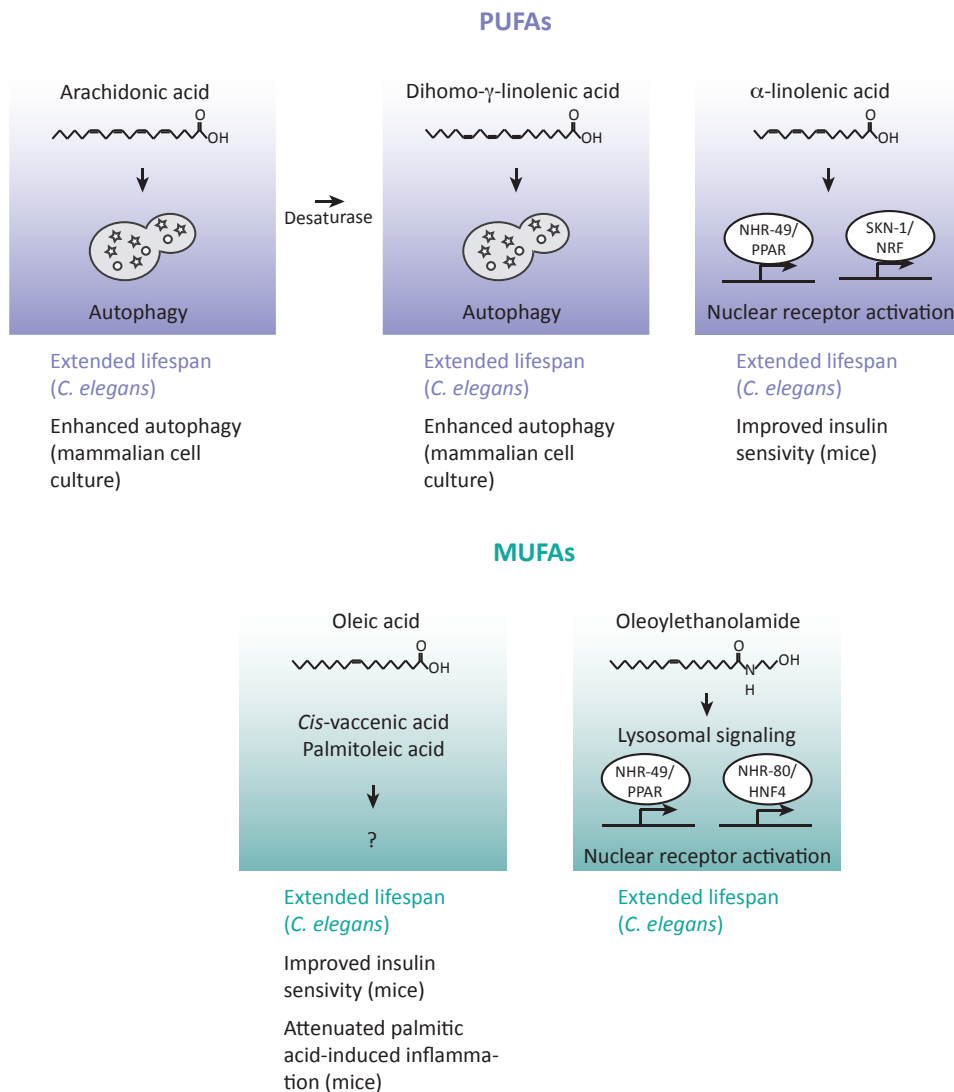 PUFAs
Arachidonic acid
O
OH
Autophagy
Extended lifespan
(C. elegans)
Enhanced autophagy
(mammalian cell
culture)
Desaturase
Dihomo-γ-linolenic acid
O
OH
Autophagy
Extended lifespan
(C. elegans)
Enhanced autophagy
(mammalian cell
culture)
α-linolenic acid
O
OH
NHR-49/
PPAR
SKN-1/
NRF
Nuclear receptor activation
Extended lifespan
(C. elegans)
Improved insulin
sensivity (mice)
MUFAs
Oleic acid
O
OH
Cis-vaccenic acid
Palmitoleic acid
?
Extended lifespan
(C. elegans)
Improved insulin
sensivity (mice)
Attenuated palmitic
acid-induced inflamma-
tion (mice)
Oleoylethanolamide
O
OH
N
H
Lysosomal signaling
NHR-49/
PPAR
NHR-80/
HNF4
Nuclear receptor activation
Extended lifespan
(C. elegans)